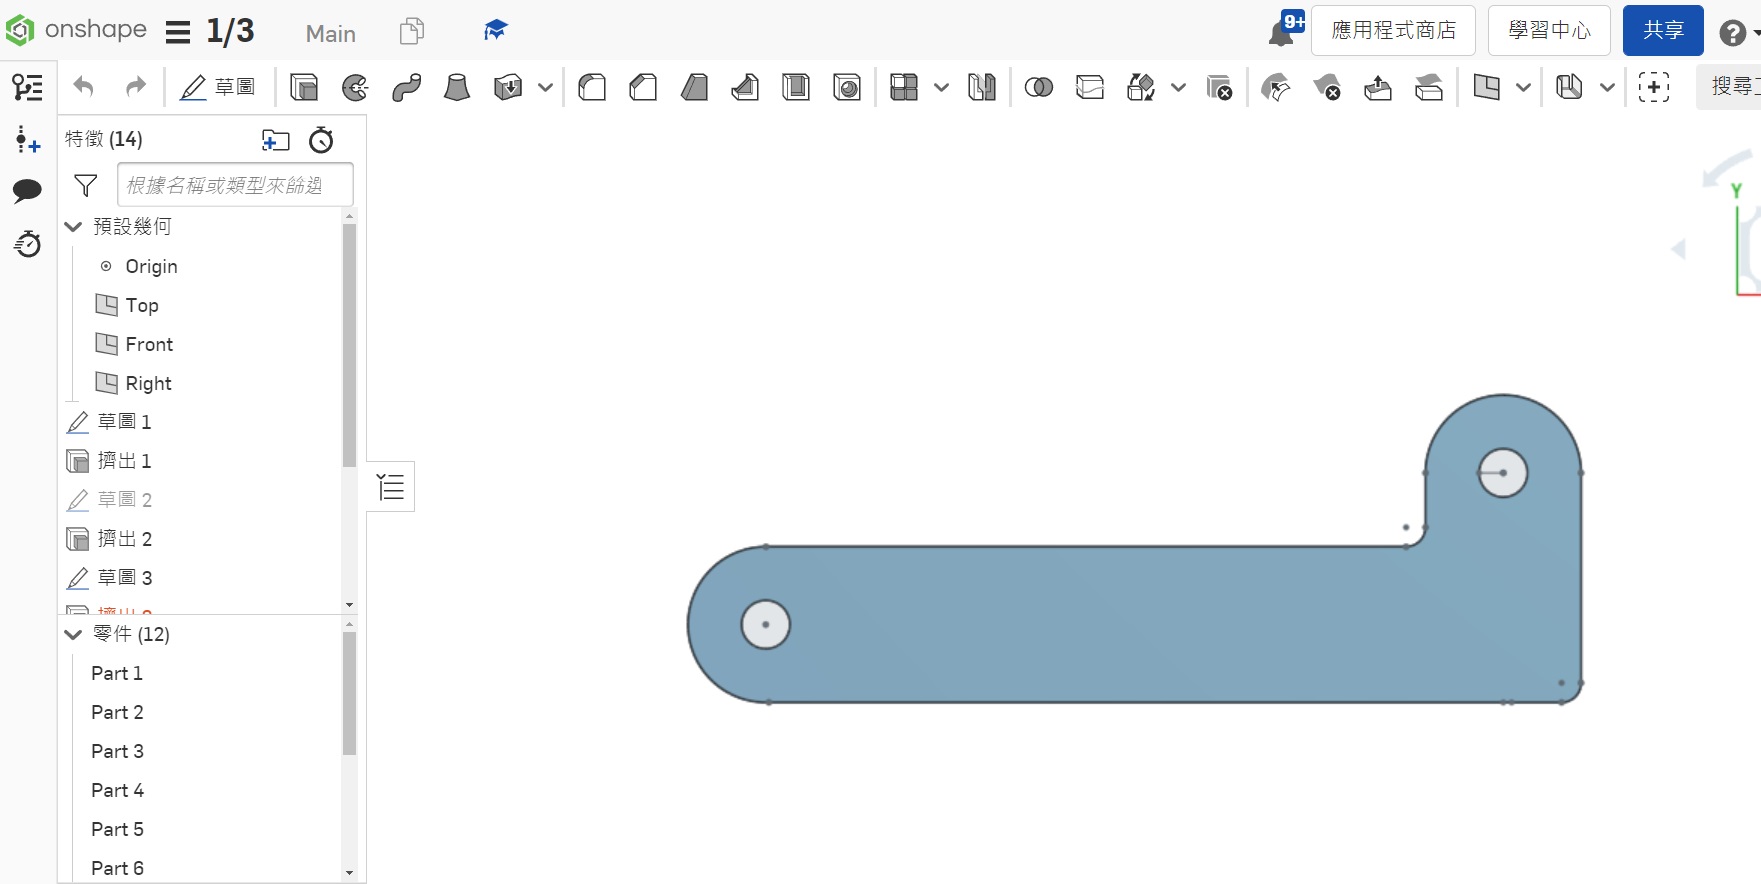 onshape 1/3 Main 9+ 應用程式商店 學習中心 共享 ?
草圖
特徵 (14)
根據名稱或類型來篩選
預設幾何
Origin
Top
Front
Right
草圖 1
擠出 1
草圖 2
擠出 2
草圖 3
零件 (12)
Part 1
Part 2
Part 3
Part 4
Part 5
Part 6
搜尋
Y